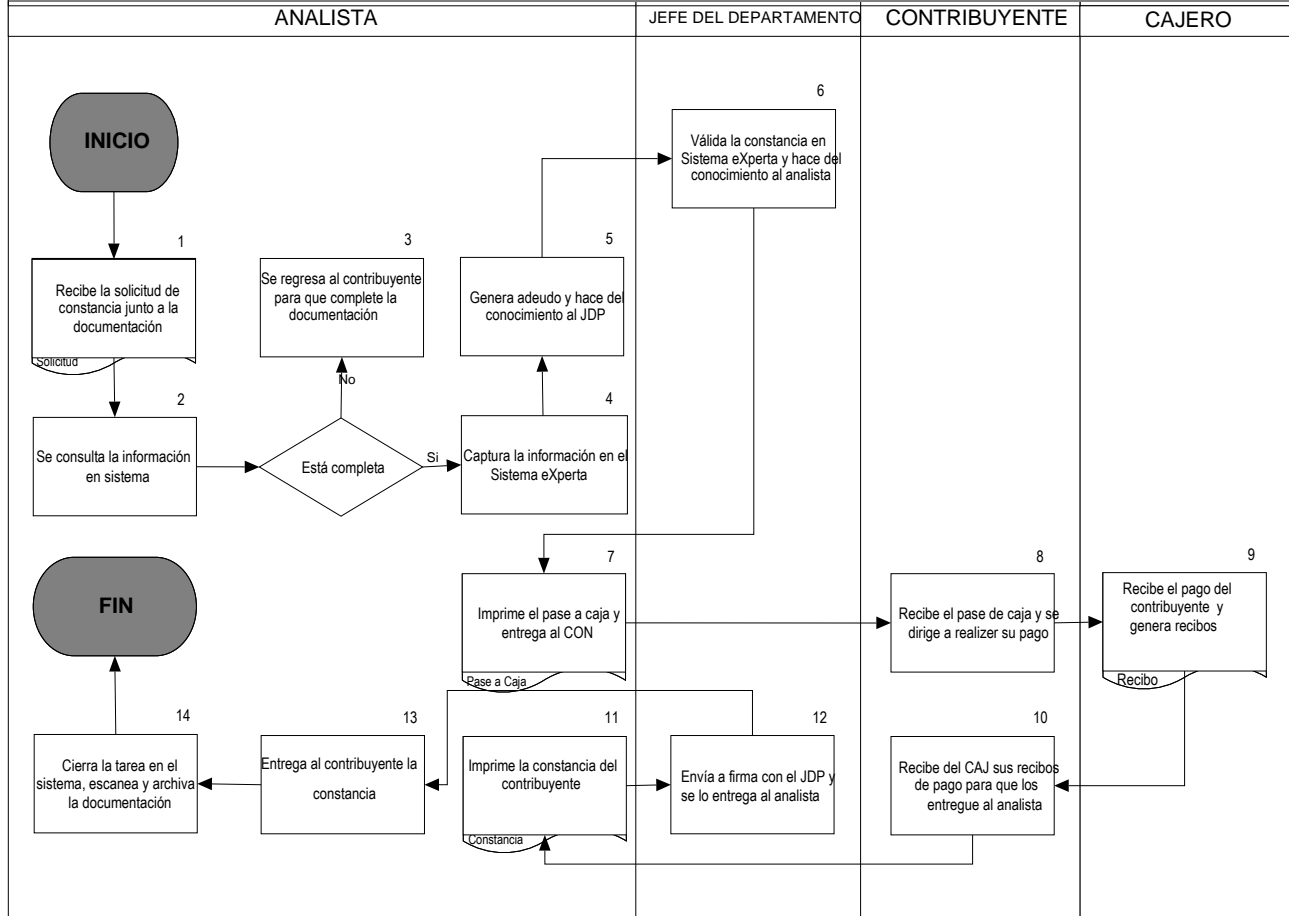 ANALISTA
JEFE DEL DEPARTAMENTO
CONTRIBUYENTE
CAJERO
INICIO
1
Recibe la solicitud de
constancia junto a la
documentación
Solicitud
2
Se consulta la información
en sistema
Está completa
No
Si
3
Se regresa al contribuyente
para que complete la
documentación
4
Captura la información en el
Sistema eXperta
5
Genera adeudo y hace del
conocimiento al JDP
6
Válida la constancia en
Sistema eXperta y hace del
conocimiento al analista
7
Imprime el pase a caja y
entrega al CON
Pase a Caja
8
Recibe el pase de caja y se
dirige a realizer su pago
9
Recibe el pago del
contribuyente y
genera recibos
Recibo
10
Recibe del CAJ sus recibos
de pago para que los
entregue al analista
11
Imprime la constancia del
contribuyente
Constancia
12
Envía a firma con el JDP y
se lo entrega al analista
13
Entrega al contribuyente la
constancia
14
Cierra la tarea en el
sistema, escanea y archiva
la documentación
FIN